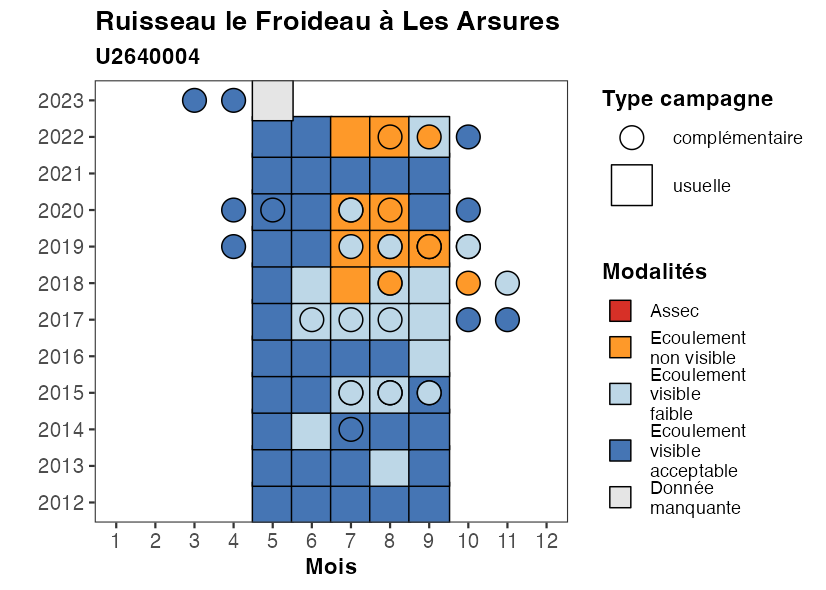 Ruisseau le Froideau à Les Arsures
U2640004
2023
2022
2021
2020
2019
2018
2017
2016
2015
2014
2013
2012
1 2 3 4 5 6 7 8 9 10 11 12
Mois
Type campagne
complémentaire
usuelle
Modalités
Assec
Ecoulement
non visible
Ecoulement
visible
faible
Ecoulement
visible
acceptable
Donnée
manquante